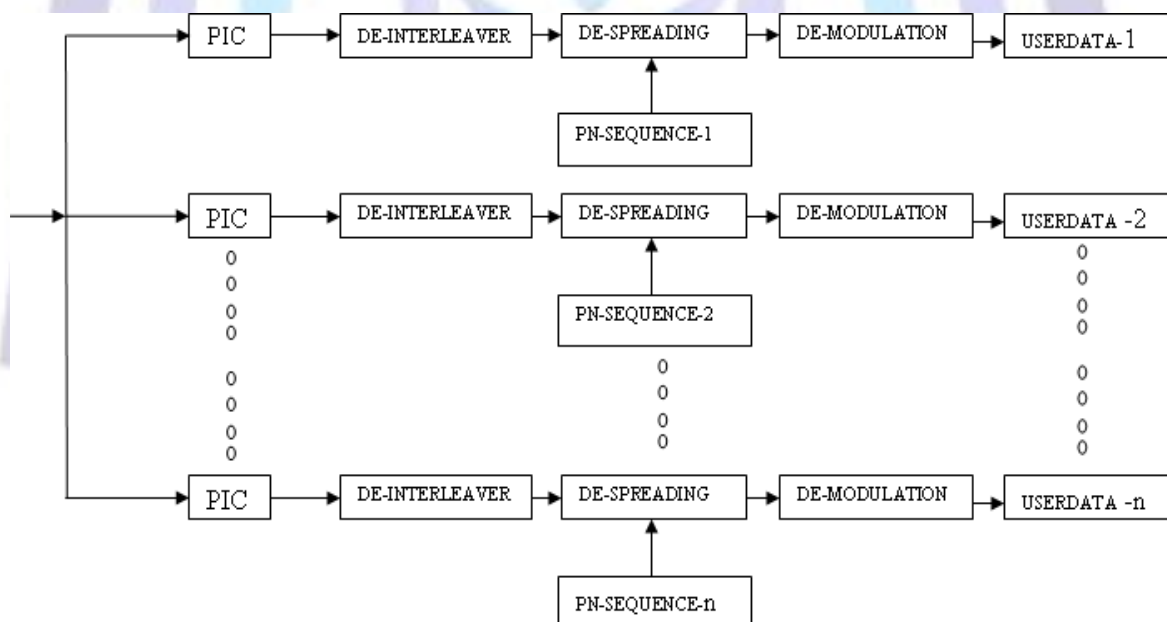 PIC DE-INTERLEAVER DE-SPREADING DE-MODULATION USERDATA-1
PN-SEQUENCE-1
PIC DE-INTERLEAVER DE-SPREADING DE-MODULATION USERDATA -2
PN-SEQUENCE-2
PIC DE-INTERLEAVER DE-SPREADING DE-MODULATION USERDATA -n
PN-SEQUENCE-n